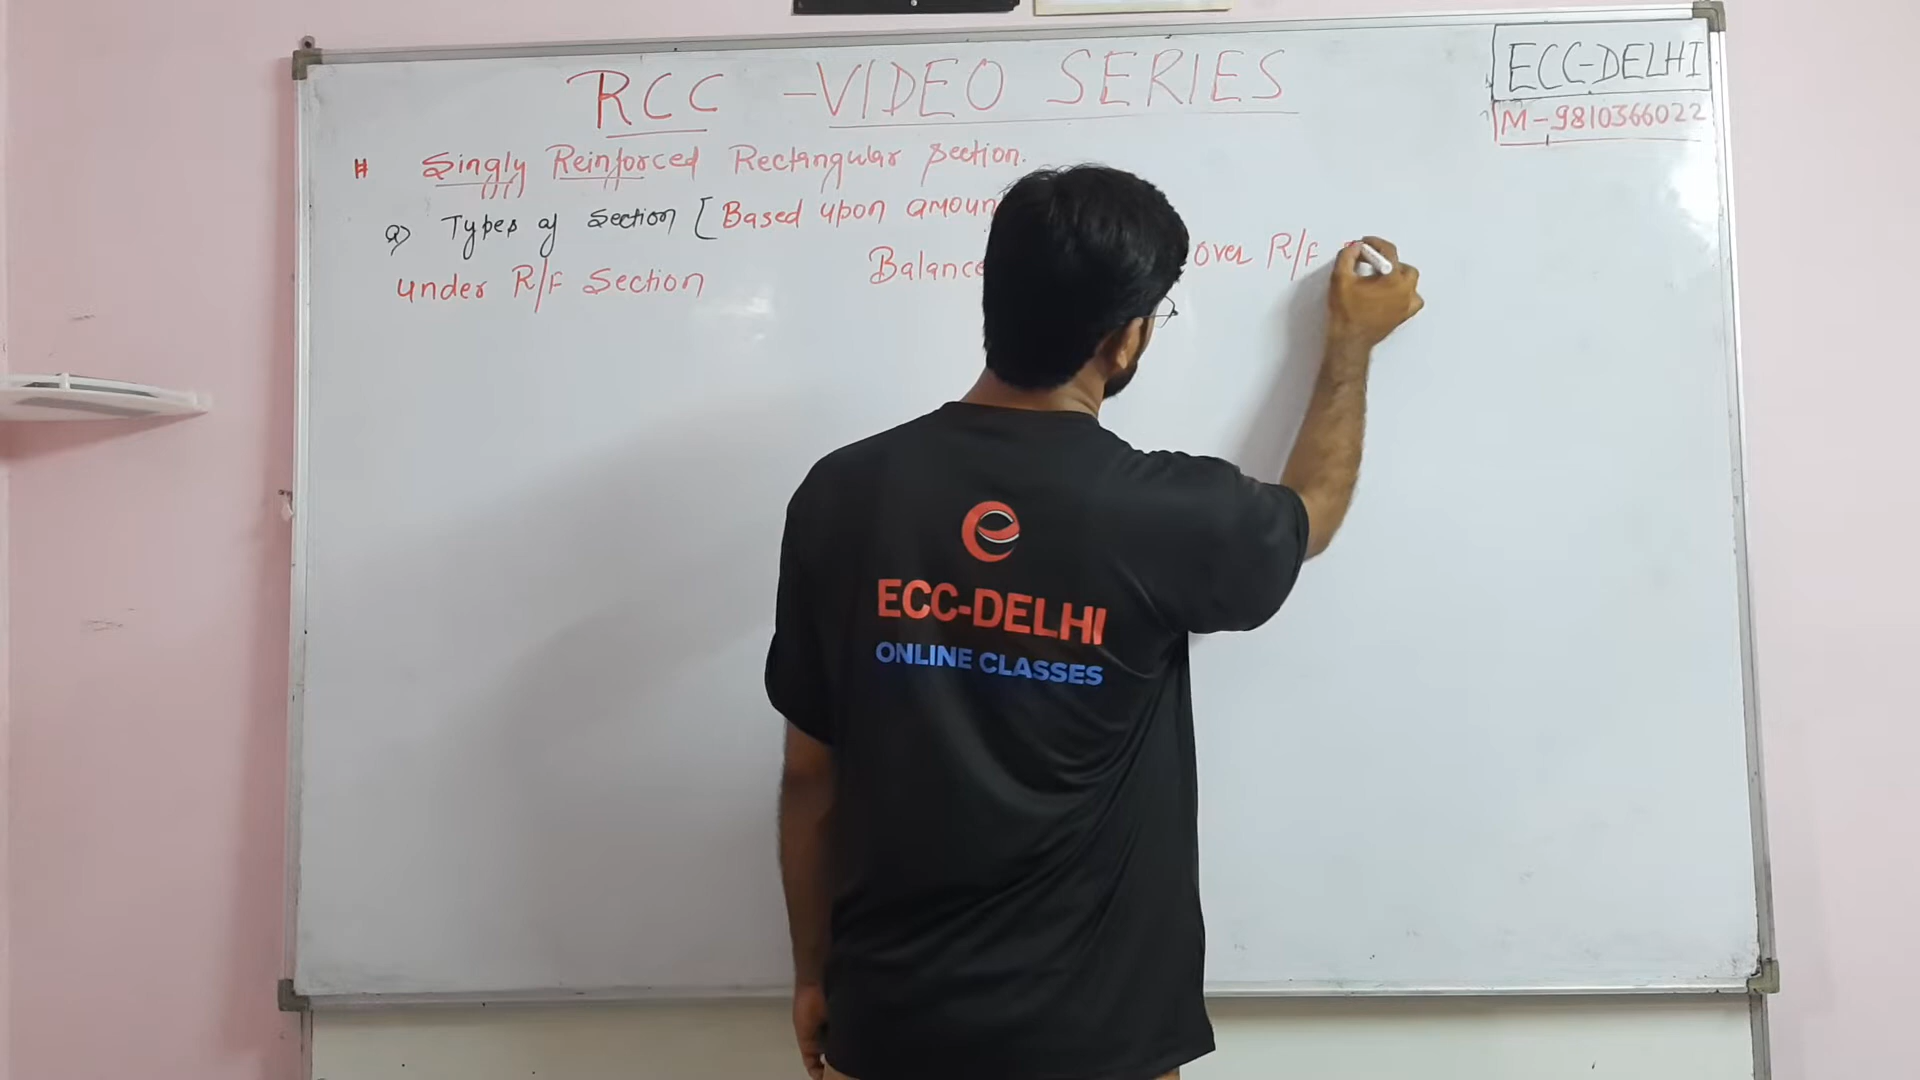 RCC - VIDEO SERIES
ECC-DELHI
M-9810366022
# Singly Reinforced Rectangular Section.
Q) Types of Section [Based upon amoun
under R/F Section Balance over R/F
ECC-DELHI
ONLINE CLASSES